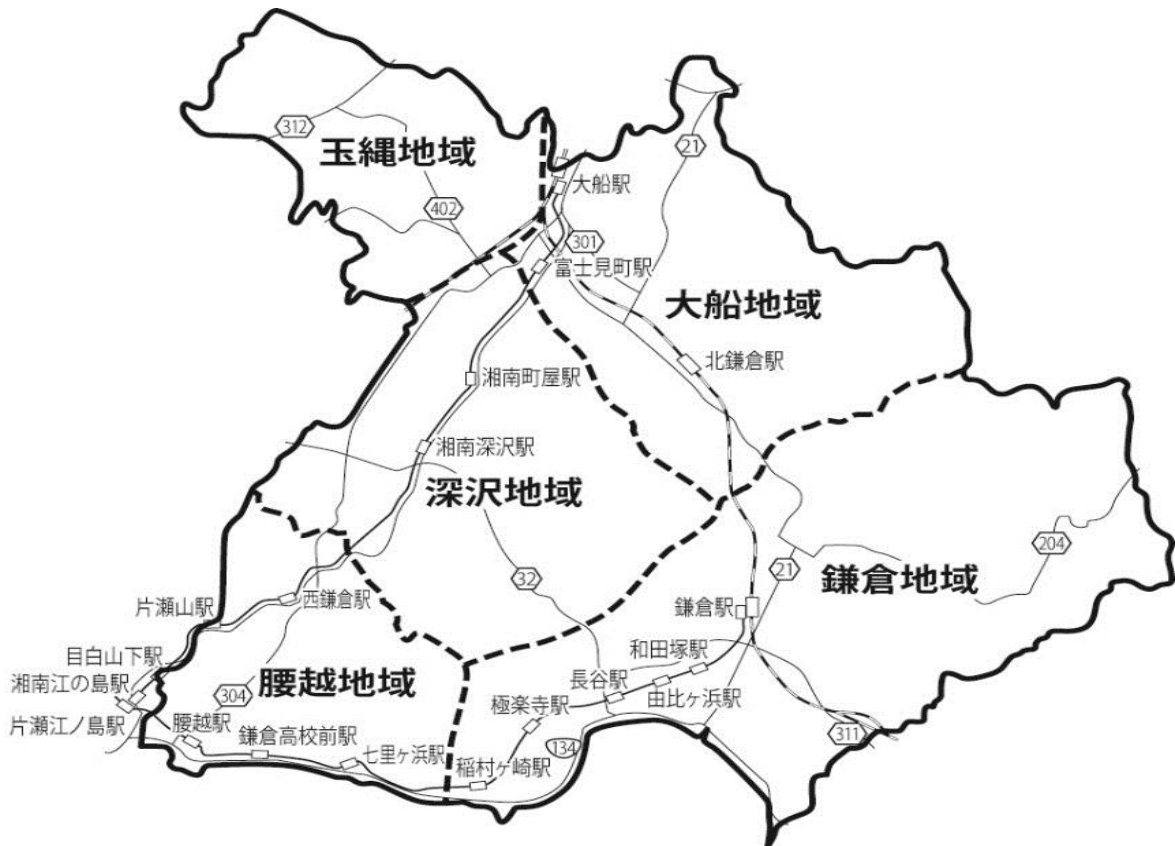 312
玉縄地域
21
大船駅
402
301
富士見町駅
大船地域
北鎌倉駅
湘南町屋駅
湘南深沢駅
深沢地域
204
32
21
鎌倉地域
西鎌倉駅
片瀬山駅
鎌倉駅
和田塚駅
目白山下駅
長谷駅
湘南江の島駅
304
腰越地域
由比ヶ浜駅
極楽寺駅
片瀬江ノ島駅
腰越駅
鎌倉高校前駅
七里ヶ浜駅
134
311
稲村ヶ崎駅